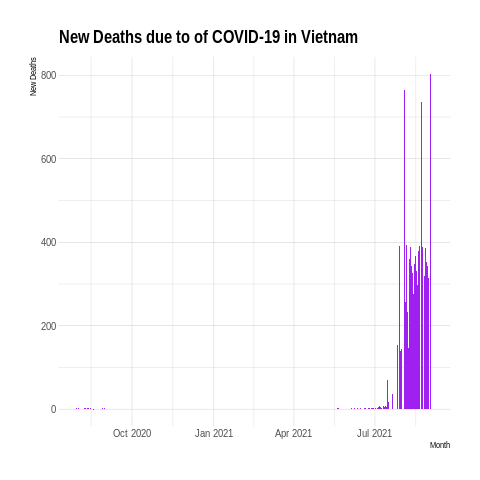 New Deaths due to of COVID-19 in Vietnam
New Deaths
800
600
400
200
0
Oct 2020 Jan 2021 Apr 2021 Jul 2021
Month